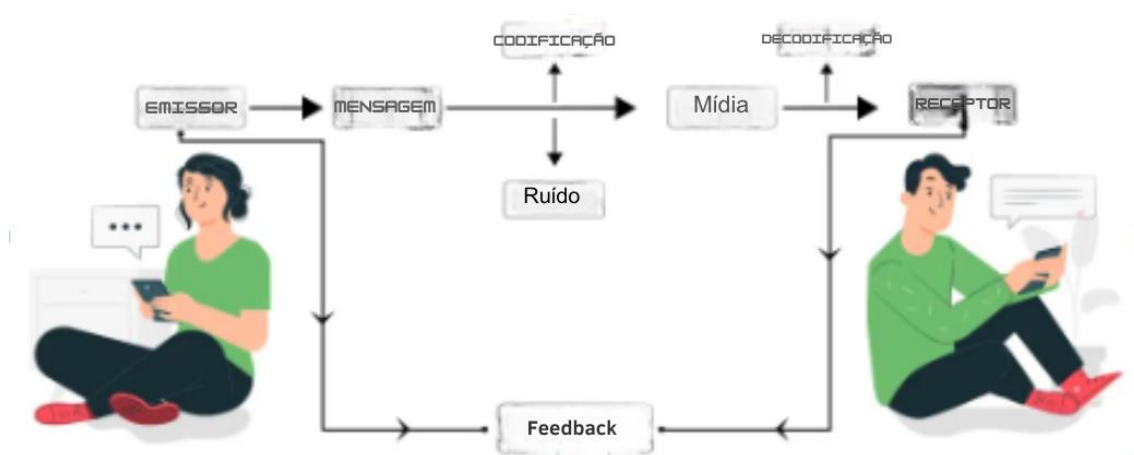 CODIFICAÇÃO
DECODIFICAÇÃO
EMISSOR
MENSAGEM
Mídia
RECEPTOR
Ruído
Feedback